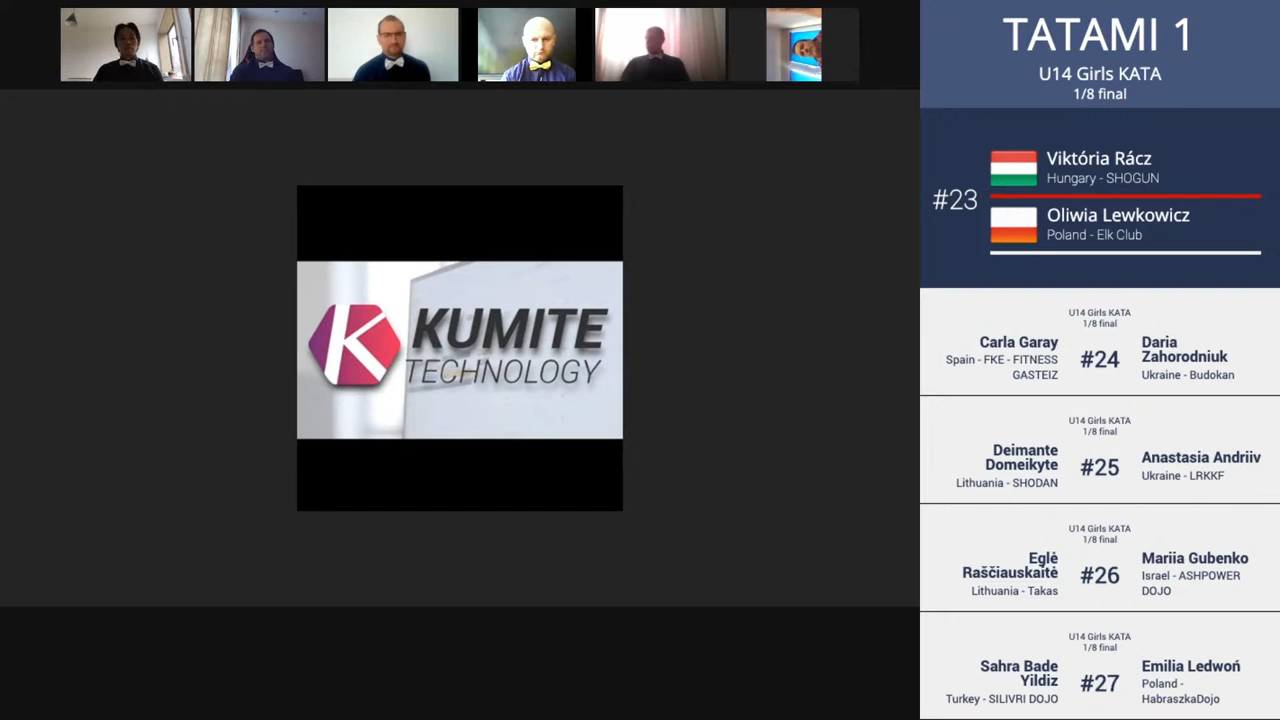 KUMITE
TECHNOLOGY
TATAMI 1
U14 Girls KATA
1/8 final
#23
Viktória Rácz
Hungary - SHOGUN
Oliwia Lewkowicz
Poland - Elk Club
U14 Girls KATA
1/8 final
Carla Garay
Spain - FKE - FITNESS
GASTEIZ
#24
Daria
Zahorodniuk
Ukraine - Budokan
U14 Girls KATA
1/8 final
Deimante
Domeikyte
Lithuania - SHODAN
#25
Anastasia Andriiv
Ukraine - LRKKF
U14 Girls KATA
1/8 final
Eglė
Raščiauskaitė
Lithuania - Takas
#26
Mariia Gubenko
Israel - ASHPOWER
DOJO
U14 Girls KATA
1/8 final
Sahra Bade
Yildiz
Turkey - SILIVRI DOJO
#27
Emilia Ledwoń
Poland -
HabraszkaDojo